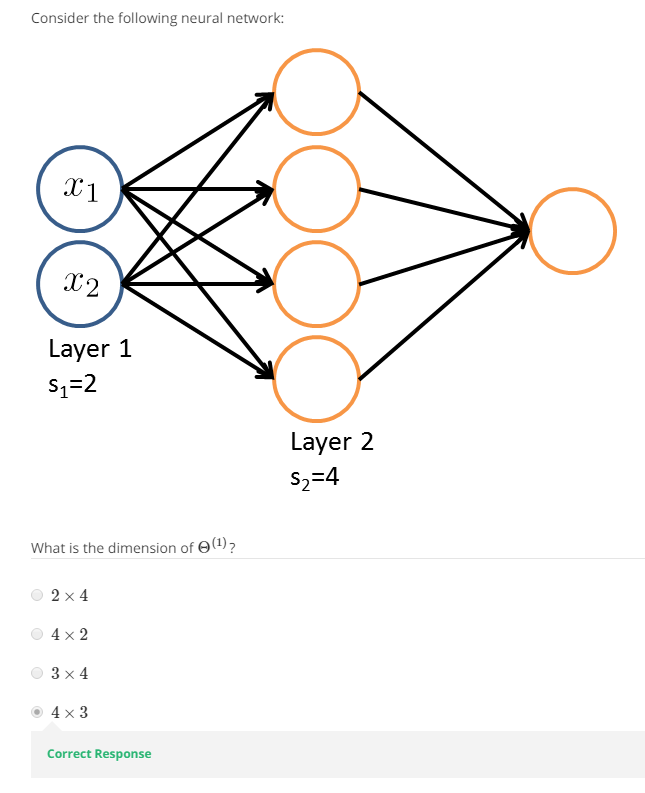 Consider the following neural network:
x₁
x₂
Layer 1
s₁=2
Layer 2
s₂=4
What is the dimension of Θ⁽¹⁾?
2 × 4
4 × 2
3 × 4
4 × 3
Correct Response